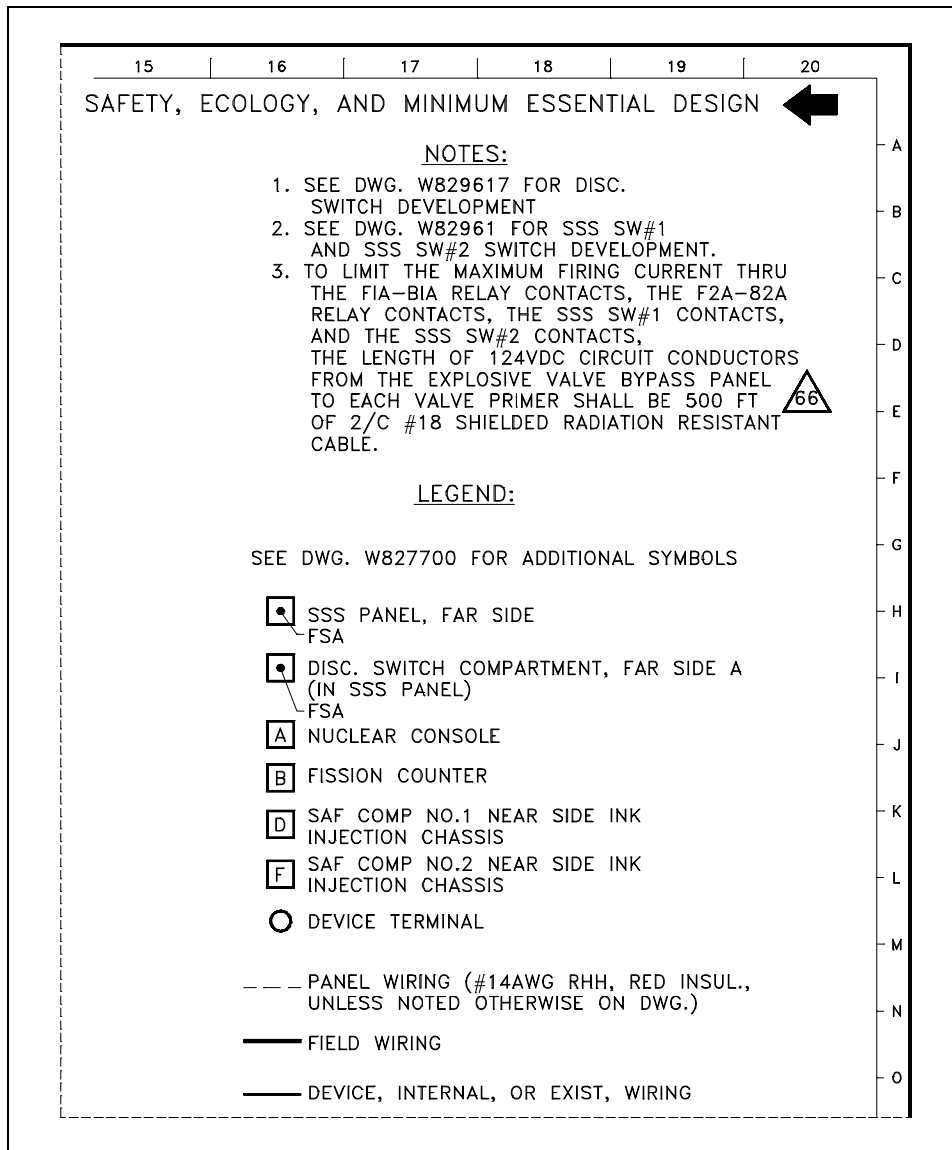 15 16 17 18 19 20
SAFETY, ECOLOGY, AND MINIMUM ESSENTIAL DESIGN
A
NOTES:
1. SEE DWG. W829617 FOR DISC.
B
SWITCH DEVELOPMENT
2. SEE DWG. W82961 FOR SSS SW#1
AND SSS SW#2 SWITCH DEVELOPMENT.
3. TO LIMIT THE MAXIMUM FIRING CURRENT THRU
C
THE FIA-BIA RELAY CONTACTS, THE F2A-82A
RELAY CONTACTS, THE SSS SW#1 CONTACTS,
AND THE SSS SW#2 CONTACTS,
D
THE LENGTH OF 124VDC CIRCUIT CONDUCTORS
FROM THE EXPLOSIVE VALVE BYPASS PANEL
TO EACH VALVE PRIMER SHALL BE 500 FT
66
E
OF 2/C #18 SHIELDED RADIATION RESISTANT
CABLE.
F
LEGEND:
G
SEE DWG. W827700 FOR ADDITIONAL SYMBOLS
H
SSS PANEL, FAR SIDE
FSA
DISC. SWITCH COMPARTMENT, FAR SIDE A
I
(IN SSS PANEL)
FSA
A NUCLEAR CONSOLE
J
B FISSION COUNTER
K
D SAF COMP NO.1 NEAR SIDE INK
INJECTION CHASSIS
F SAF COMP NO.2 NEAR SIDE INK
L
INJECTION CHASSIS
DEVICE TERMINAL
M
PANEL WIRING (#14AWG RHH, RED INSUL.,
UNLESS NOTED OTHERWISE ON DWG.)
N
FIELD WIRING
O
DEVICE, INTERNAL, OR EXIST, WIRING